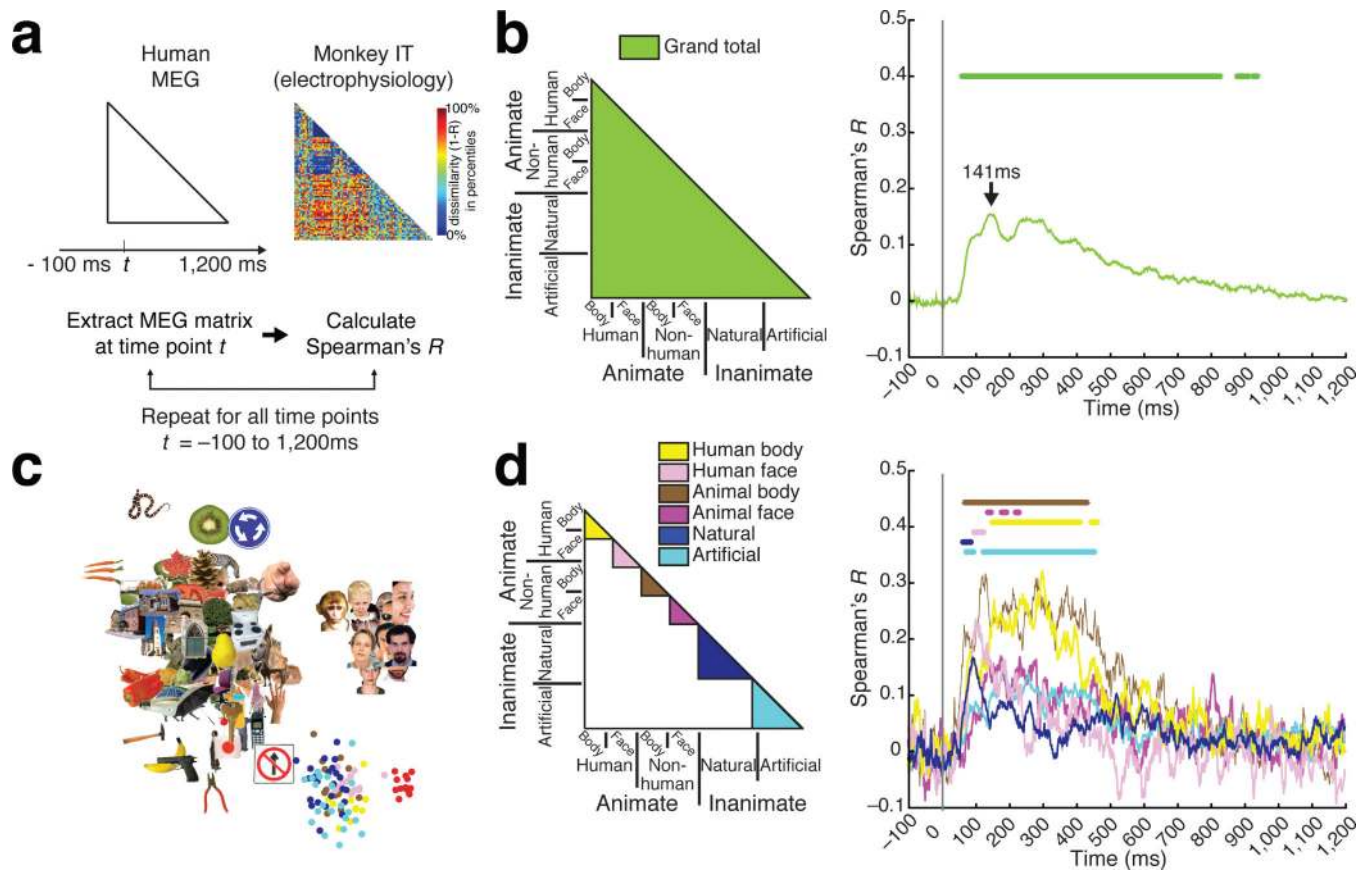 a
Human
MEG
Monkey IT
(electrophysiology)
100%
dissimilarity (1-R)
in percentiles
0%
- 100 ms
t
1,200 ms
Extract MEG matrix
at time point t
Calculate
Spearman's R
Repeat for all time points
t = –100 to 1,200ms
b
Grand total
Animate
Human
Body
Face
Non-
human
Body
Face
Inanimate
Natural
Artificial
Body
Face
Body
Face
Human
Non-
human
Natural
Artificial
Animate
Inanimate
0.5
0.4
0.3
0.2
0.1
0
–0.1
Spearman's R
141ms
-100
0
100
200
300
400
500
600
700
800
900
1,000
1,100
1,200
Time (ms)
c
d
Human body
Human face
Animal body
Animal face
Natural
Artificial
Animate
Human
Body
Face
Non-
human
Body
Face
Inanimate
Natural
Artificial
Body
Face
Body
Face
Human
Non-
human
Natural
Artificial
Animate
Inanimate
0.5
0.4
0.3
0.2
0.1
0
–0.1
Spearman's R
-100
0
100
200
300
400
500
600
700
800
900
1,000
1,100
1,200
Time (ms)